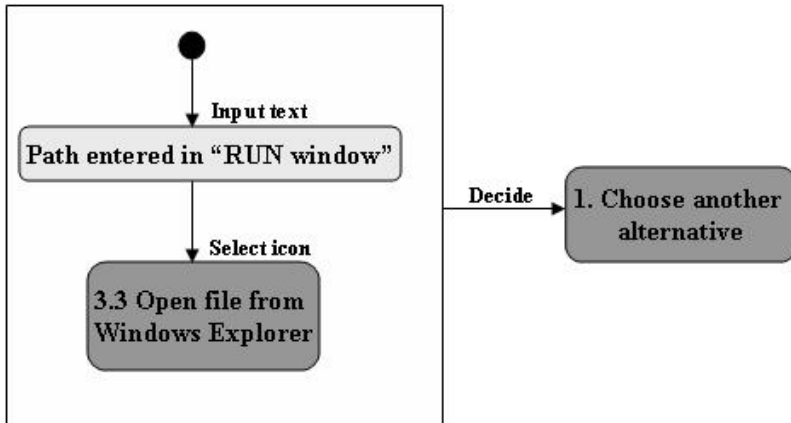 Input text
Path entered in “RUN window”
Select icon
3.3 Open file from
Windows Explorer
Decide
1. Choose another
alternative